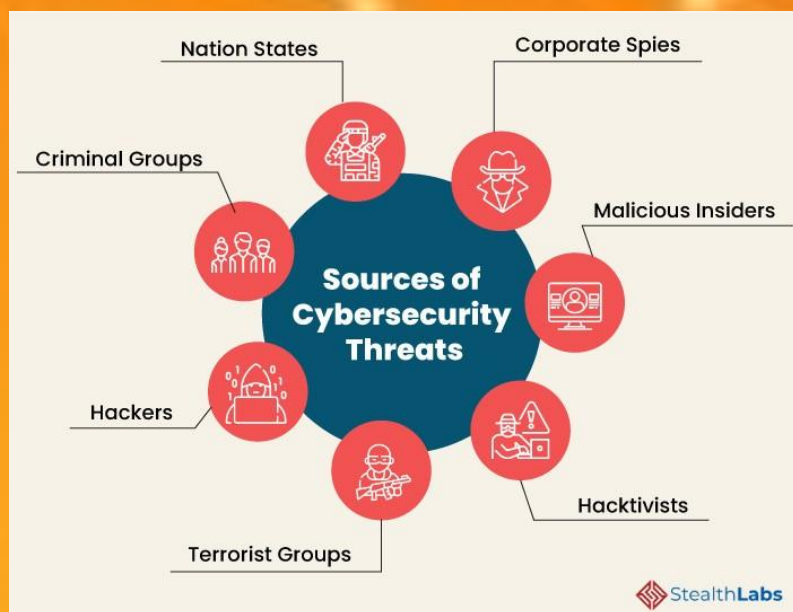 Nation States
Corporate Spies
Criminal Groups
Malicious Insiders
Sources of
Cybersecurity
Threats
Hackers
Hacktivists
Terrorist Groups
StealthLabs